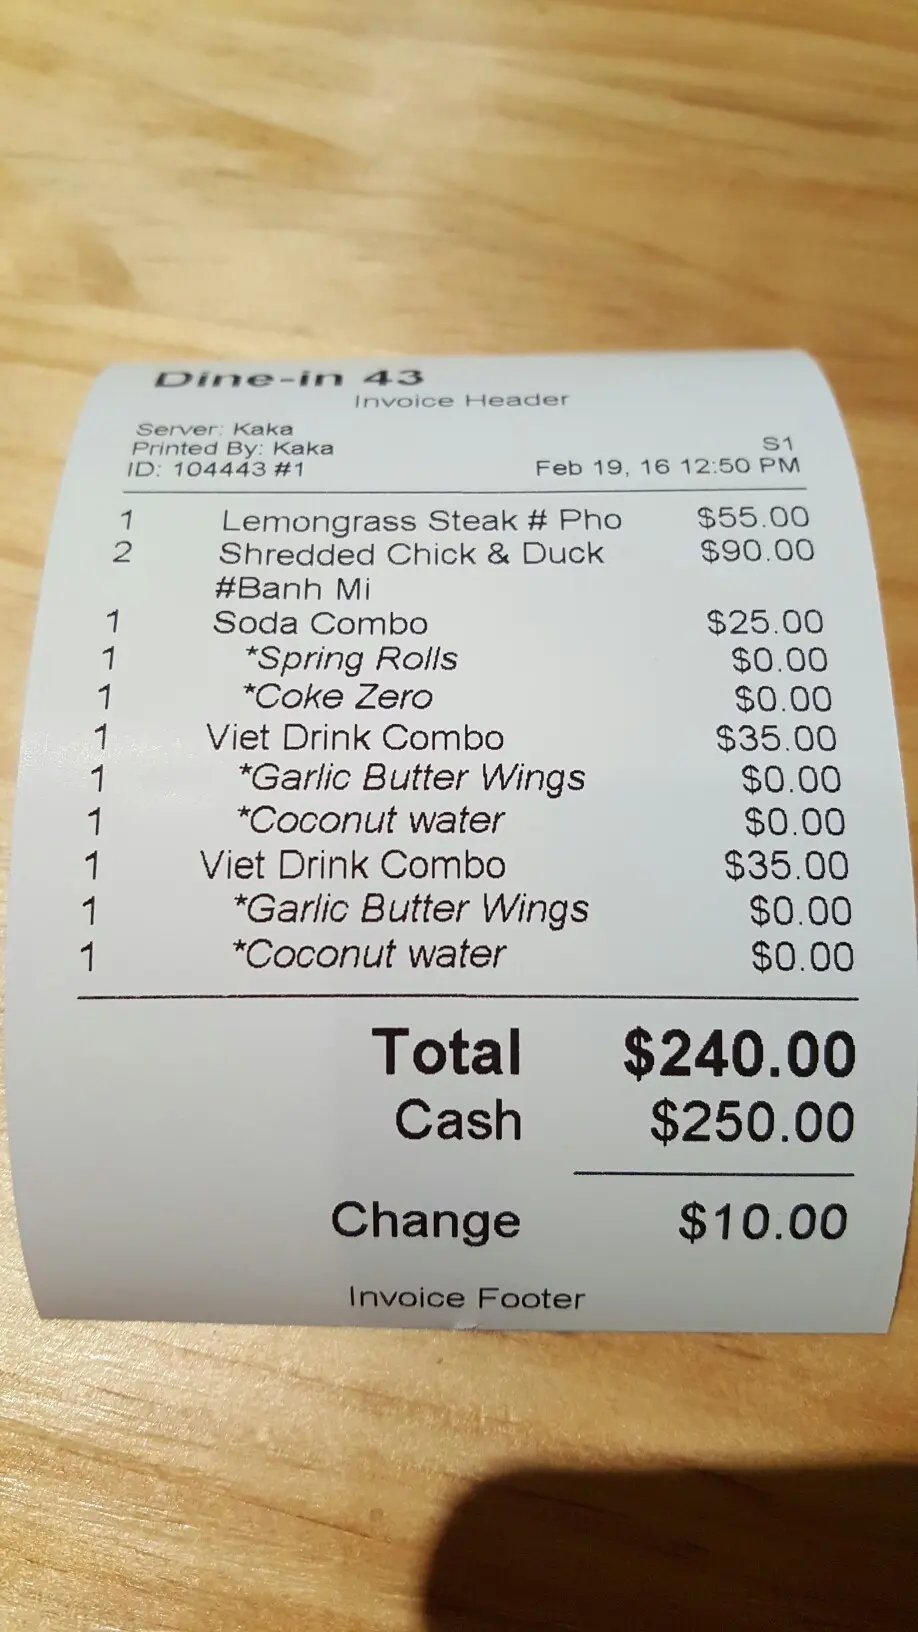 Dine-in 43
Invoice Header
Server: Kaka
Printed By: Kaka S1
ID: 104443 #1 Feb 19, 16 12:50 PM
1 Lemongrass Steak # Pho $55.00
2 Shredded Chick & Duck $90.00
#Banh Mi
1 Soda Combo $25.00
1 *Spring Rolls $0.00
1 *Coke Zero $0.00
1 Viet Drink Combo $35.00
1 *Garlic Butter Wings $0.00
1 *Coconut water $0.00
1 Viet Drink Combo $35.00
1 *Garlic Butter Wings $0.00
1 *Coconut water $0.00
Total $240.00
Cash $250.00
Change $10.00
Invoice Footer